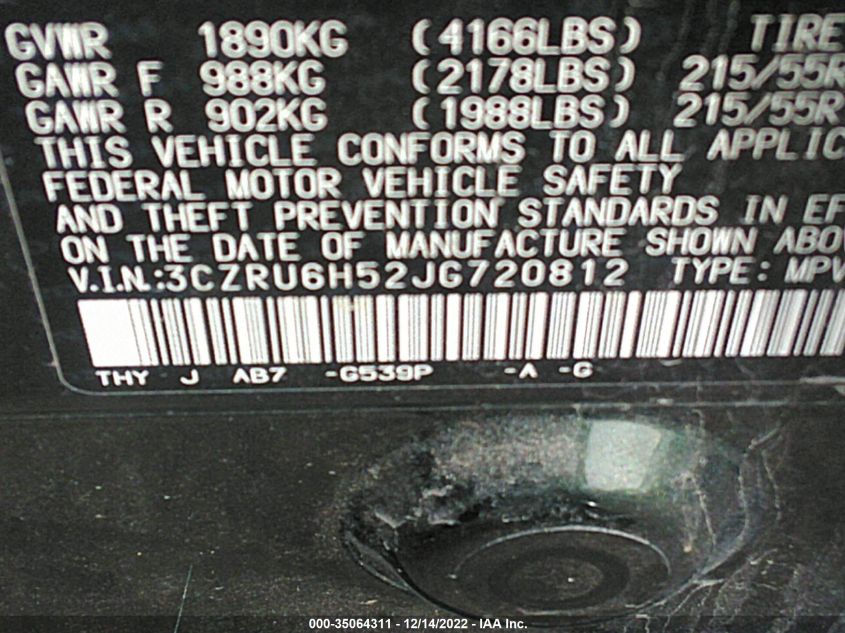 GVWR 1890KG (4166LBS) TIRE
GAWR F 988KG (2178LBS) 215/55R
GAWR R 902KG (1988LBS) 215/55R
THIS VEHICLE CONFORMS TO ALL APPLIC
FEDERAL MOTOR VEHICLE SAFETY
AND THEFT PREVENTION STANDARDS IN EF
ON THE DATE OF MANUFACTURE SHOWN ABO
V.I.N.:3CZRU6H52JG720812 TYPE: MPV
THY J AB7 -G539P -A -G
000-35064311 - 12/14/2022 - IAA Inc.